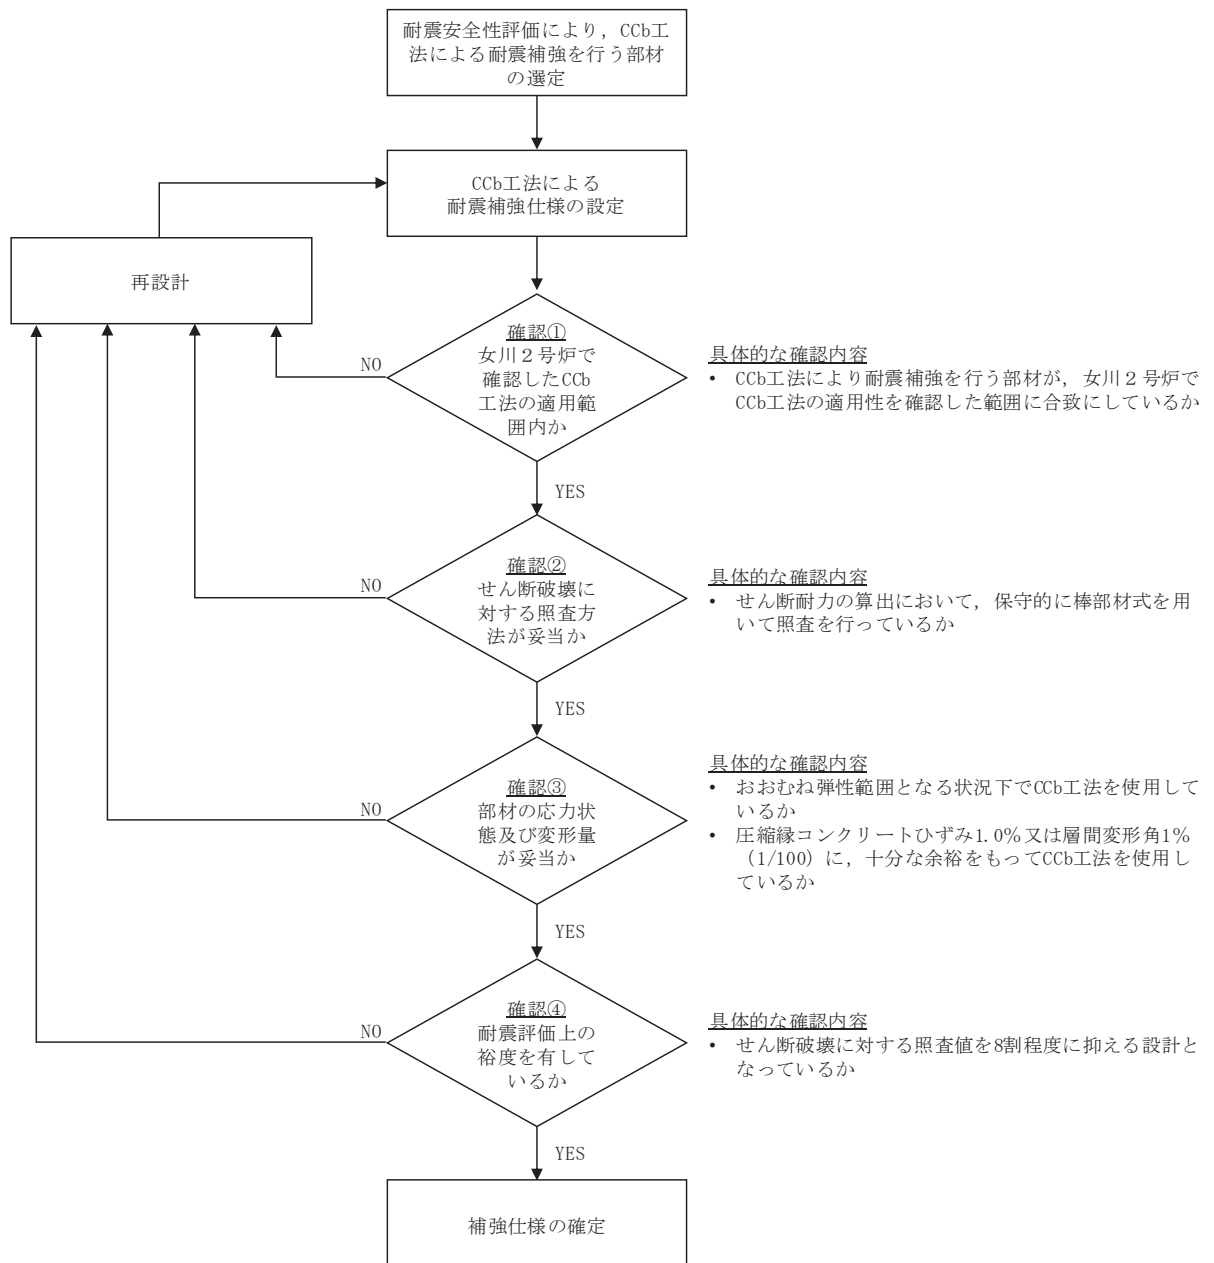 耐震安全性評価により，CCb工
法による耐震補強を行う部材
の選定
CCb工法による
耐震補強仕様の設定
再設計
確認①
女川２号炉で
確認したCCb
工法の適用範
囲内か
NO
具体的な確認内容
• CCb工法により耐震補強を行う部材が，女川２号炉で
CCb工法の適用性を確認した範囲に合致にしているか
YES
確認②
せん断破壊に
対する照査方
法が妥当か
NO
具体的な確認内容
• せん断耐力の算出において，保守的に棒部材式を用
いて照査を行っているか
YES
確認③
部材の応力状
態及び変形量
が妥当か
NO
具体的な確認内容
• おおむね弾性範囲となる状況下でCCb工法を使用して
いるか
• 圧縮縁コンクリートひずみ1.0％又は層間変形角1％
（1/100）に，十分な余裕をもってCCb工法を使用し
ているか
YES
確認④
耐震評価上の
裕度を有して
いるか
NO
具体的な確認内容
• せん断破壊に対する照査値を8割程度に抑える設計と
なっているか
YES
補強仕様の確定